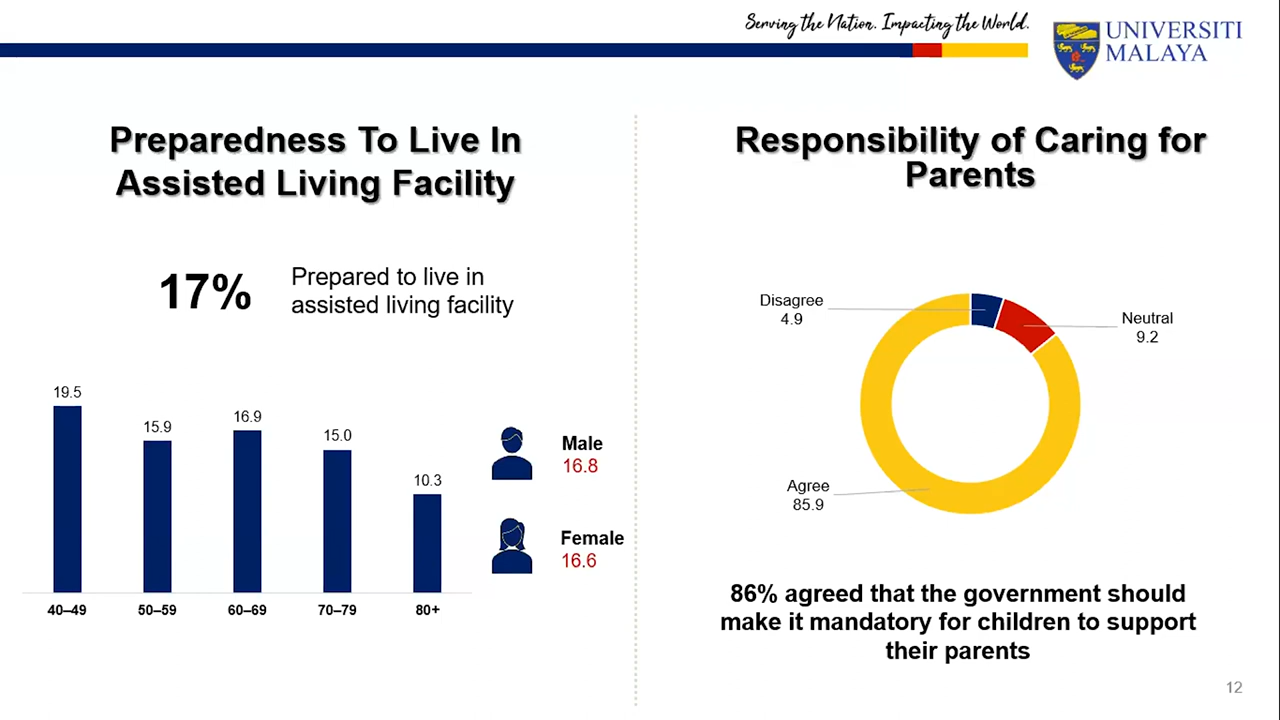 Serving the Nation. Impacting the World.
UNIVERSITI
MALAYA
Preparedness To Live In
Assisted Living Facility
17%
Prepared to live in
assisted living facility
19.5
15.9
16.9
15.0
10.3
40–49
50–59
60–69
70–79
80+
Male
16.8
Female
16.6
Responsibility of Caring for
Parents
Disagree
4.9
Neutral
9.2
Agree
85.9
86% agreed that the government should
make it mandatory for children to support
their parents
12